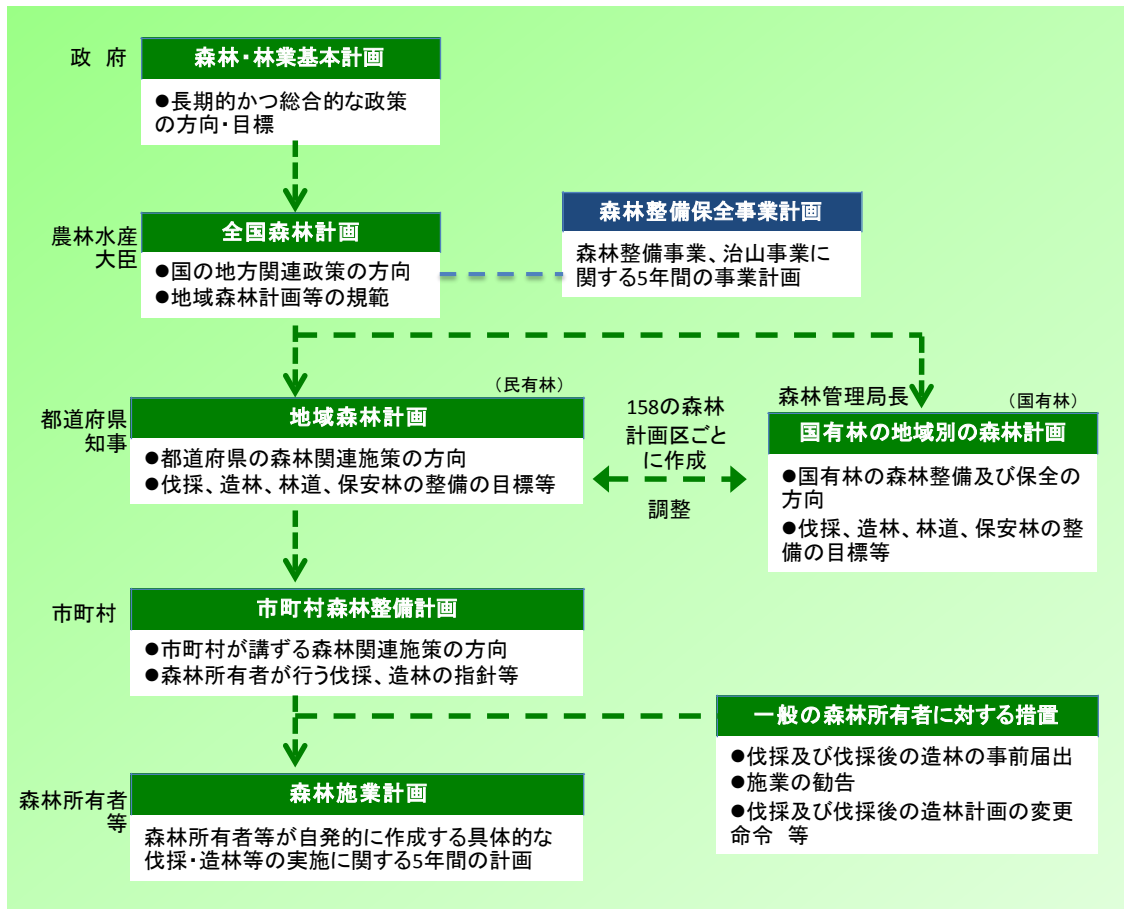 政 府
森林・林業基本計画
●長期的かつ総合的な政策
の方向・目標
農林水産
大臣
全国森林計画
●国の地方関連政策の方向
●地域森林計画等の規範
森林整備保全事業計画
森林整備事業、治山事業に
関する5年間の事業計画
都道府県
知事
（民有林）
地域森林計画
●都道府県の森林関連施策の方向
●伐採、造林、林道、保安林の整備の目標等
158の森林
計画区ごと
に作成
調整
森林管理局長
（国有林）
国有林の地域別の森林計画
●国有林の森林整備及び保全の
方向
●伐採、造林、林道、保安林の整
備の目標等
市町村
市町村森林整備計画
●市町村が講ずる森林関連施策の方向
●森林所有者が行う伐採、造林の指針等
一般の森林所有者に対する措置
●伐採及び伐採後の造林の事前届出
●施業の勧告
●伐採及び伐採後の造林計画の変更
命令 等
森林所有者
等
森林施業計画
森林所有者等が自発的に作成する具体的な
伐採・造林等の実施に関する5年間の計画